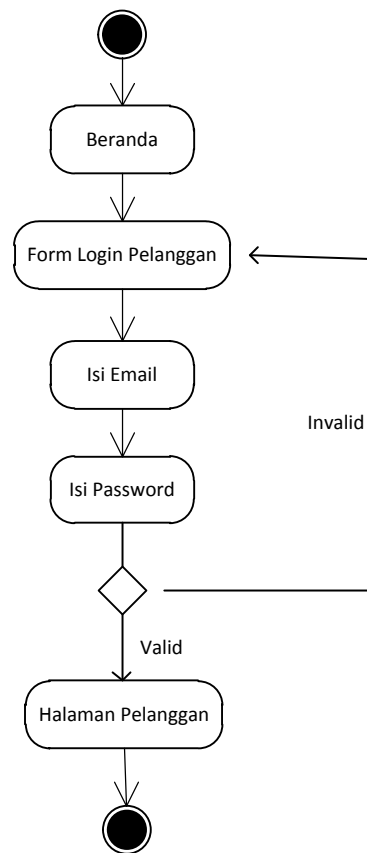 Beranda
Form Login Pelanggan
Isi Email
Invalid
Isi Password
Valid
Halaman Pelanggan